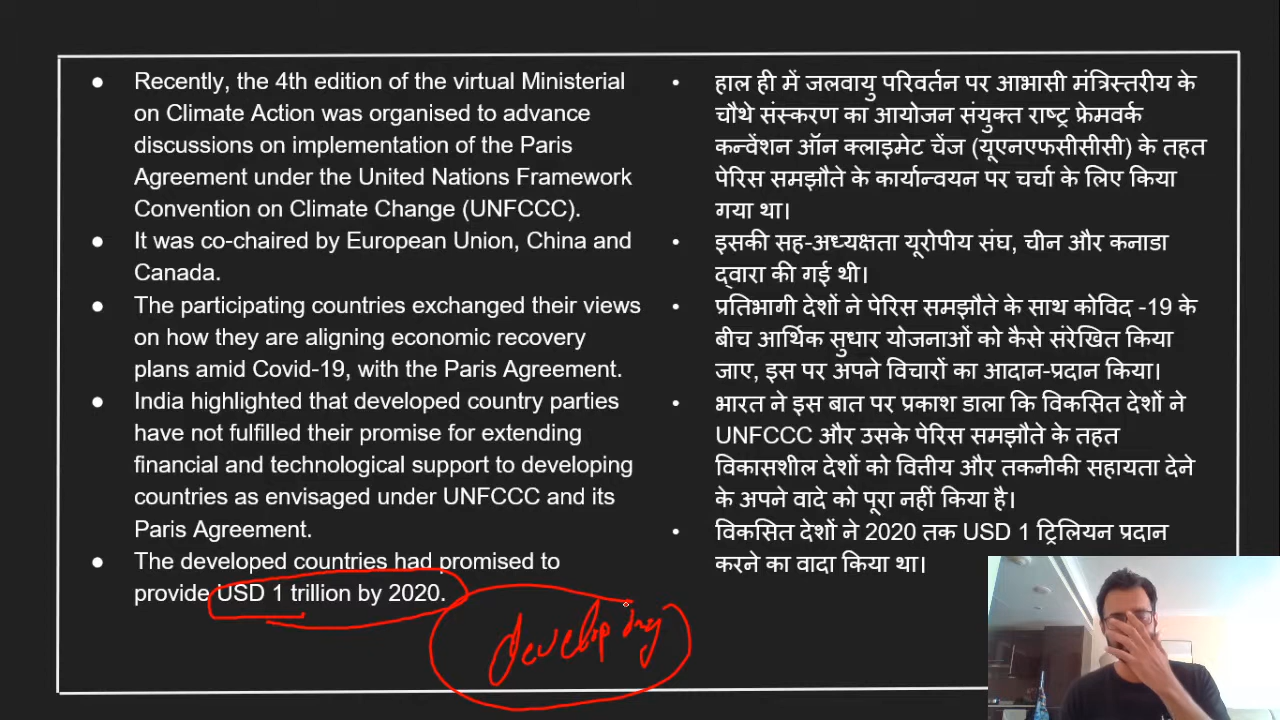 ● Recently, the 4th edition of the virtual Ministerial
on Climate Action was organised to advance
discussions on implementation of the Paris
Agreement under the United Nations Framework
Convention on Climate Change (UNFCCC).
● It was co-chaired by European Union, China and
Canada.
● The participating countries exchanged their views
on how they are aligning economic recovery
plans amid Covid-19, with the Paris Agreement.
● India highlighted that developed country parties
have not fulfilled their promise for extending
financial and technological support to developing
countries as envisaged under UNFCCC and its
Paris Agreement.
● The developed countries had promised to
provide USD 1 trillion by 2020.
developing
• हाल ही में जलवायु परिवर्तन पर आभासी मंत्रिस्तरीय के
चौथे संस्करण का आयोजन संयुक्त राष्ट्र फ्रेमवर्क
कन्वेंशन ऑन क्लाइमेट चेंज (यूएनएफसीसीसी) के तहत
पेरिस समझौते के कार्यान्वयन पर चर्चा के लिए किया
गया था।
• इसकी सह-अध्यक्षता यूरोपीय संघ, चीन और कनाडा
द्वारा की गई थी।
• प्रतिभागी देशों ने पेरिस समझौते के साथ कोविद -19 के
बीच आर्थिक सुधार योजनाओं को कैसे संरेखित किया
जाए, इस पर अपने विचारों का आदान-प्रदान किया।
• भारत ने इस बात पर प्रकाश डाला कि विकसित देशों ने
UNFCCC और उसके पेरिस समझौते के तहत
विकासशील देशों को वित्तीय और तकनीकी सहायता देने
के अपने वादे को पूरा नहीं किया है।
• विकसित देशों ने 2020 तक USD 1 ट्रिलियन प्रदान
करने का वादा किया था।